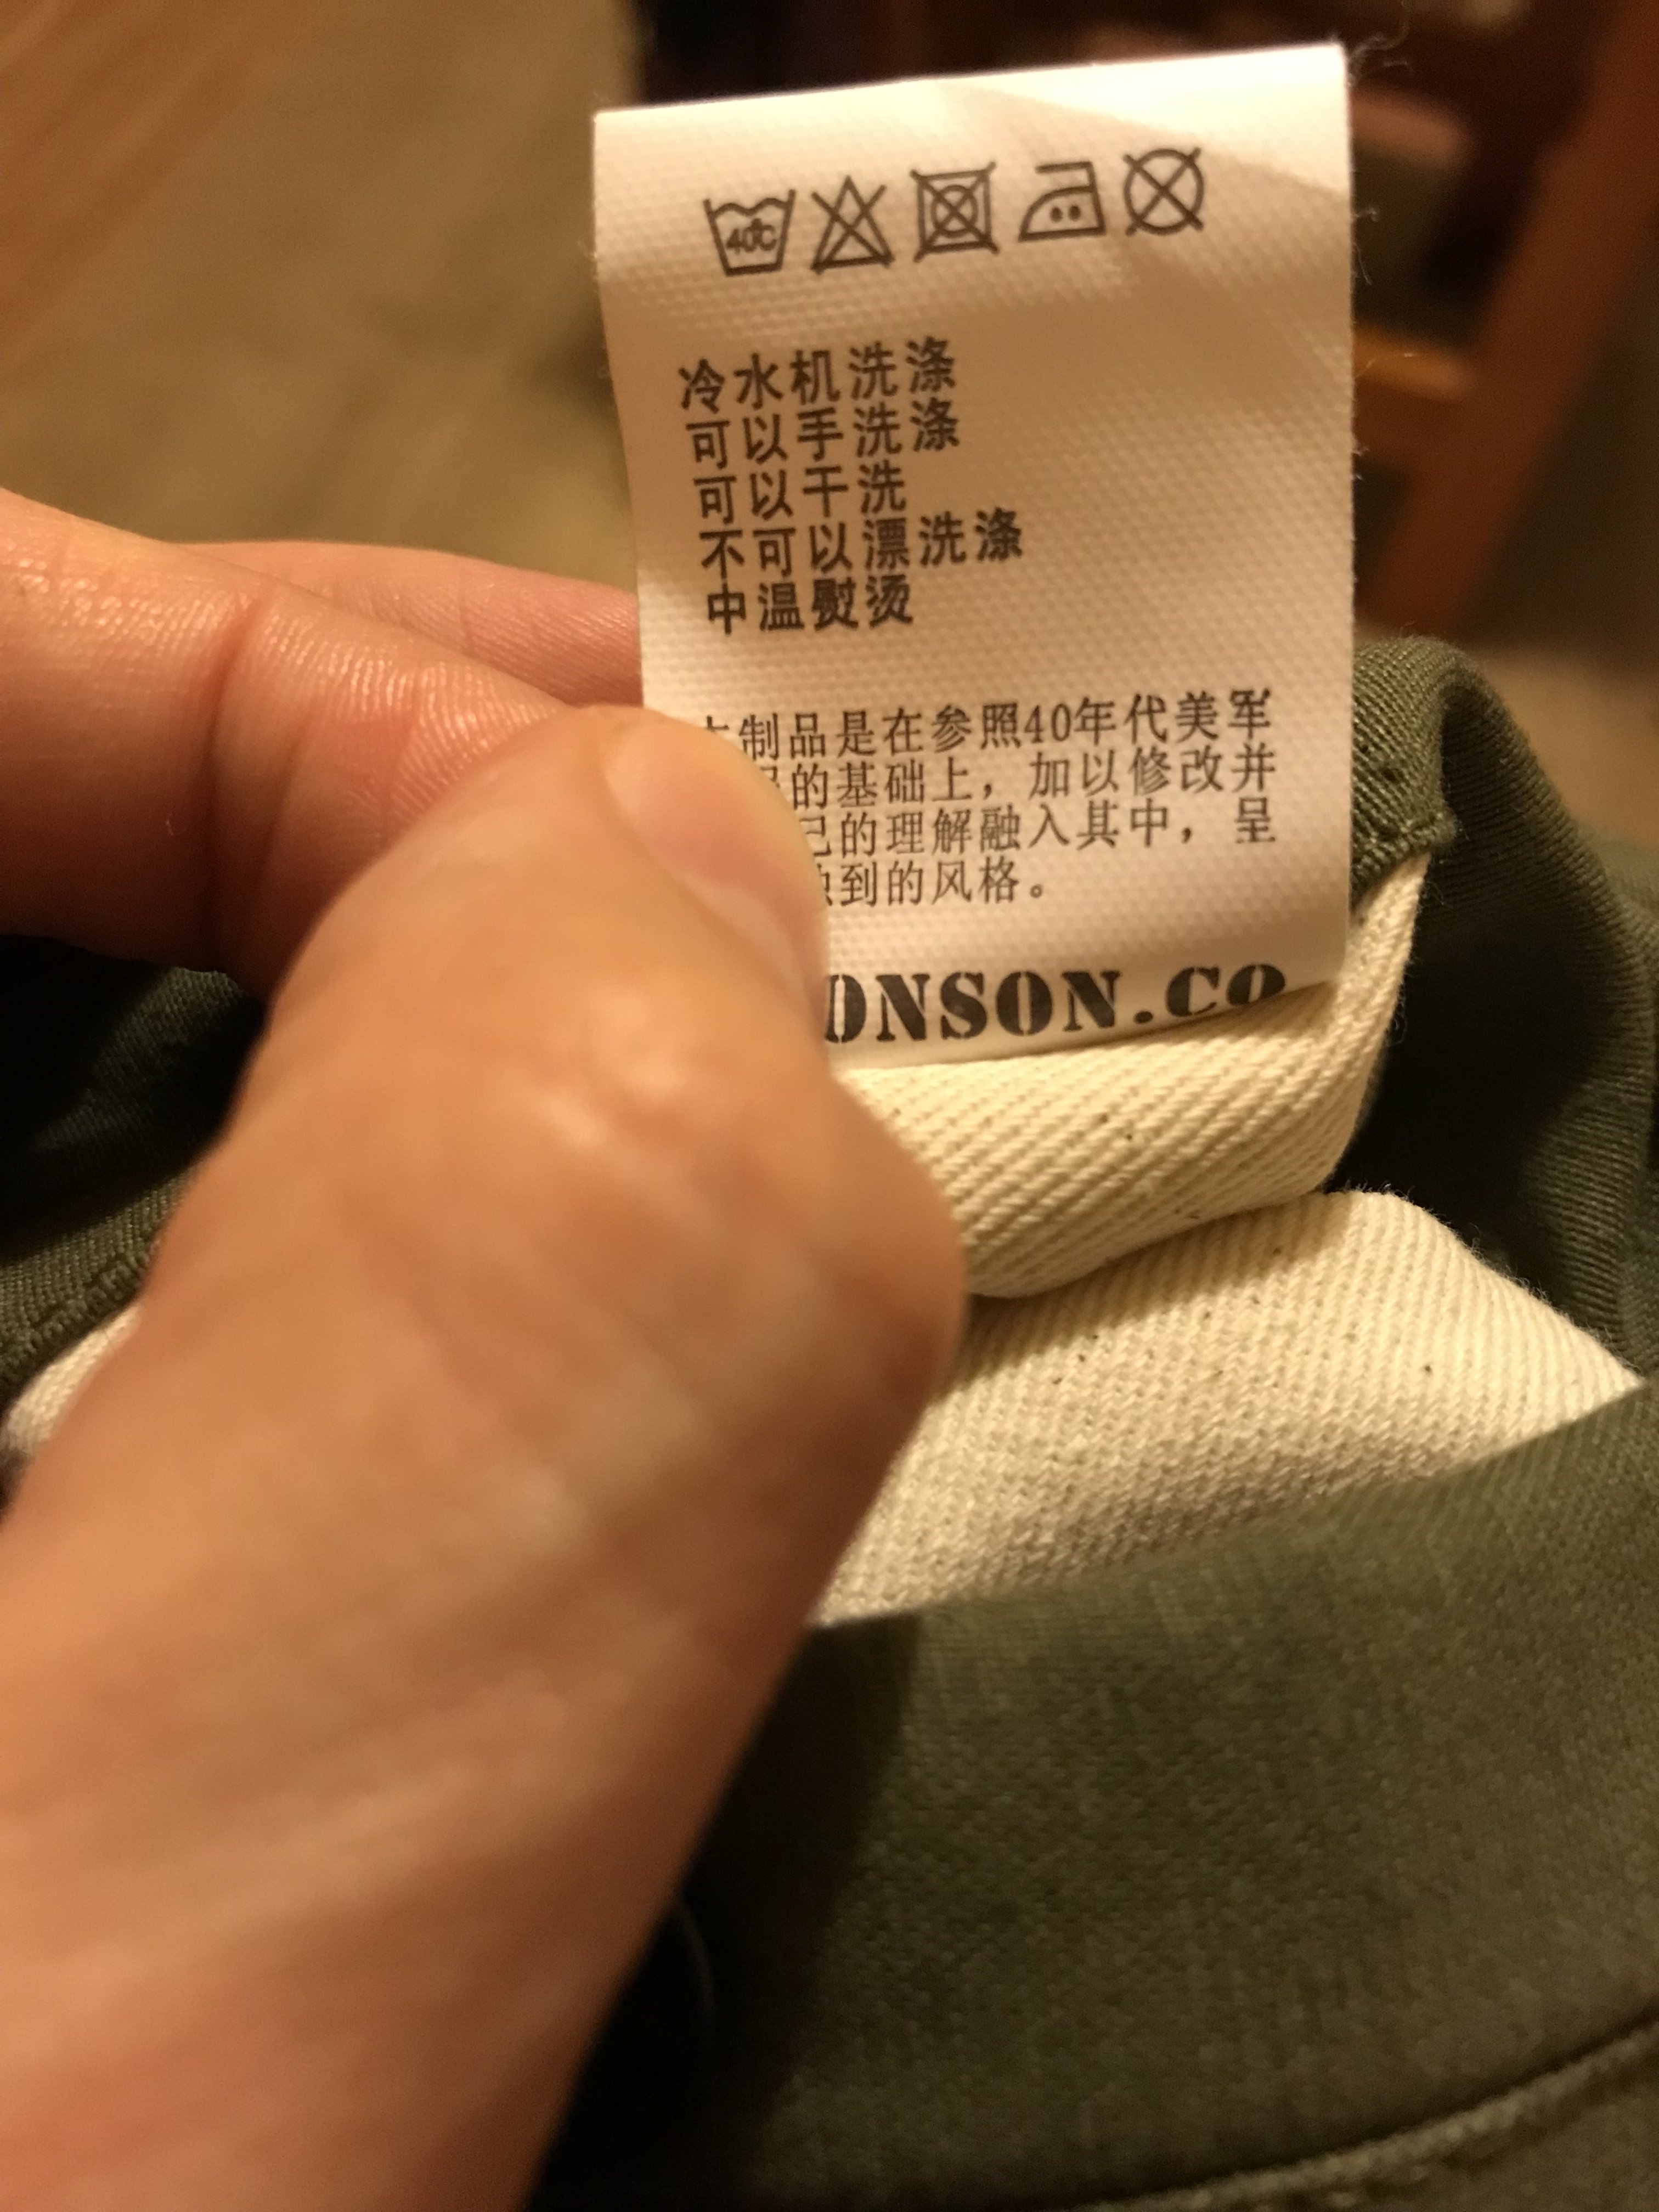 40℃
冷水机洗涤
可以手洗涤
可以干洗
不可以漂洗涤
中温熨烫
制品是在参照40年代美军
的基础上，加以修改并
己的理解融入其中，呈
到的风格。
ONSON.CO